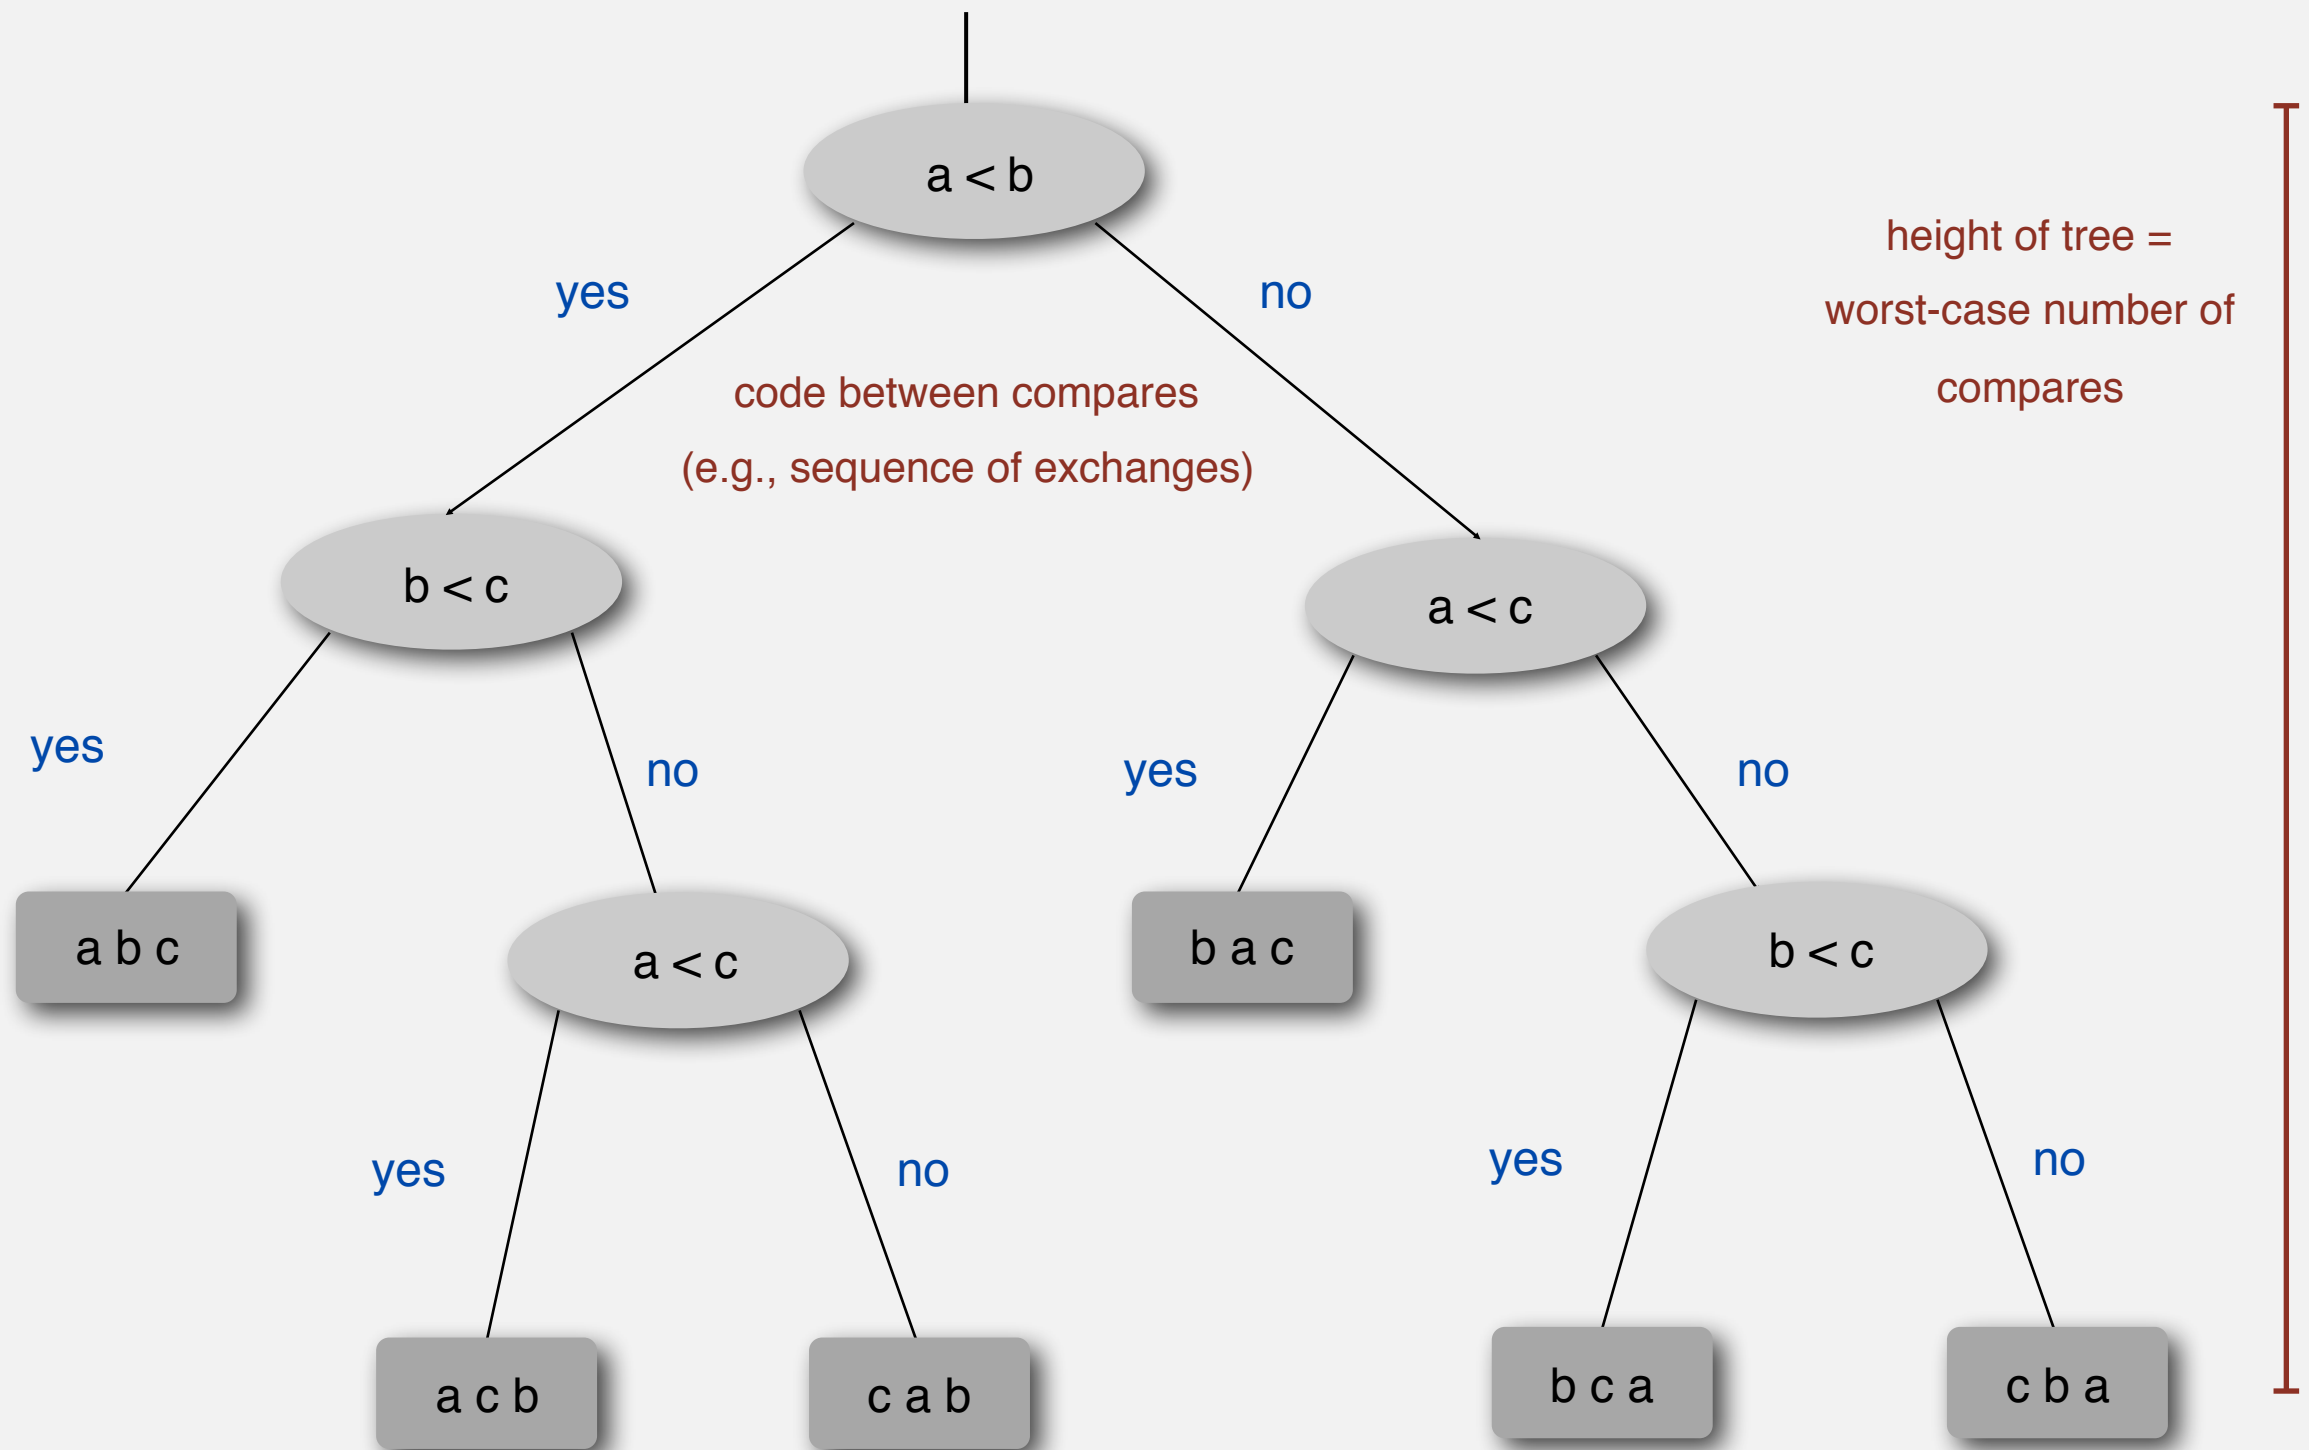 a < b
height of tree =
worst-case number of
compares
yes
no
code between compares
(e.g., sequence of exchanges)
b < c
a < c
yes
no
yes
no
a b c
a < c
b a c
b < c
yes
no
yes
no
a c b
c a b
b c a
c b a